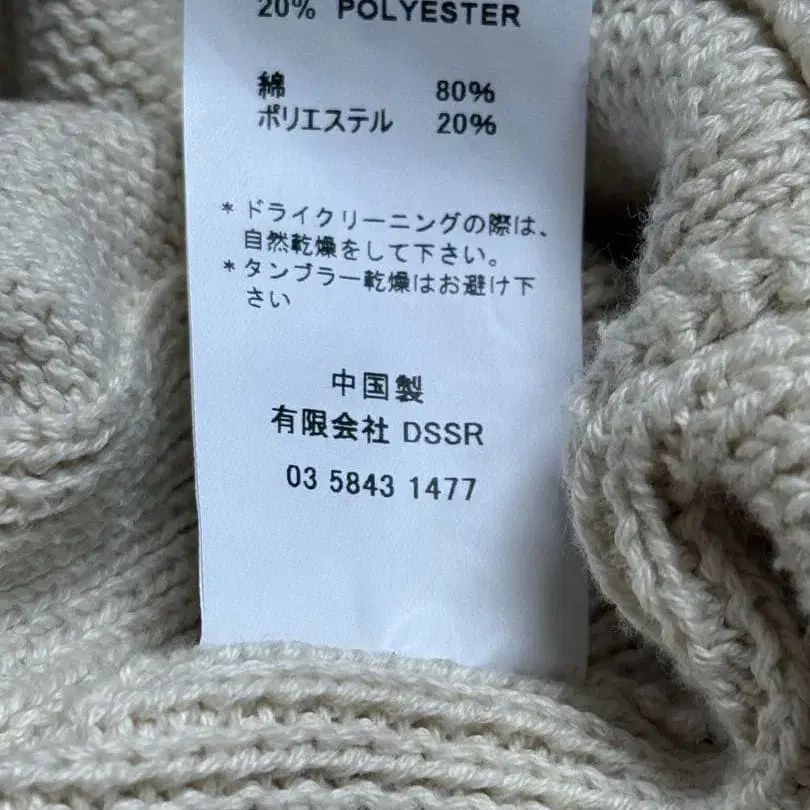 20% POLYESTER
綿 80%
ポリエステル 20%
* ドライクリーニングの際は、
自然乾燥をして下さい。
* タンブラー乾燥はお避け下
さい
中国製
有限会社 DSSR
03 5843 1477